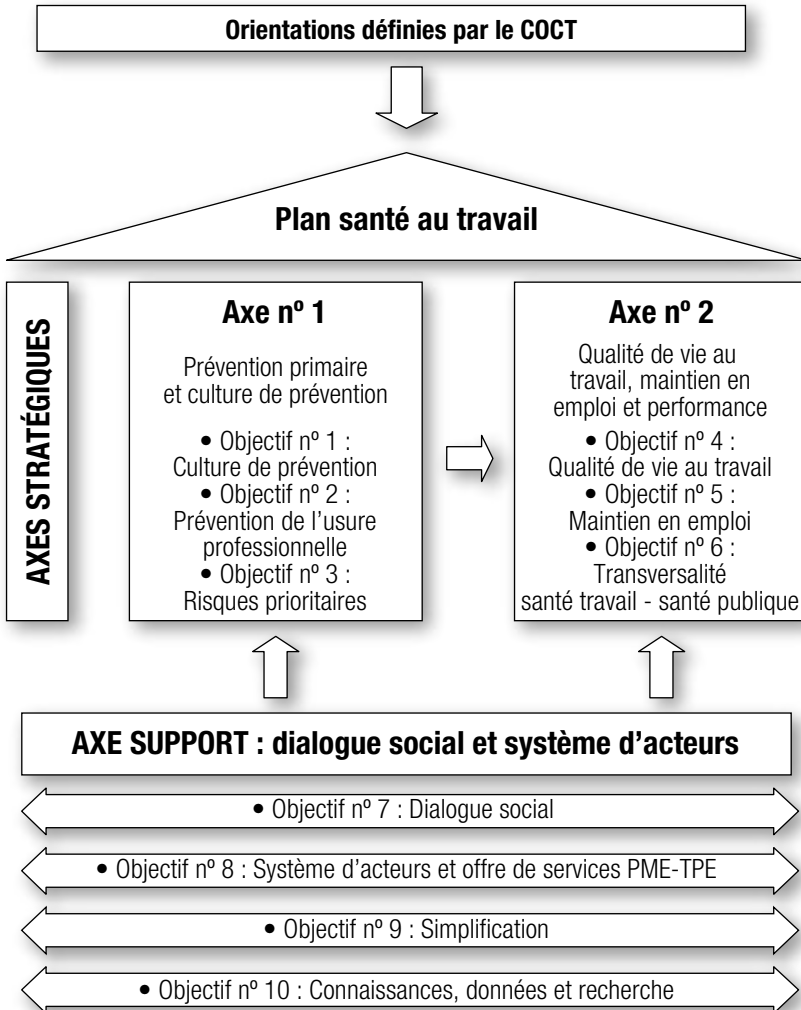 Orientations définies par le COCT
Plan santé au travail
AXES STRATÉGIQUES
Axe nº 1
Prévention primaire
et culture de prévention
• Objectif nº 1 :
Culture de prévention
• Objectif nº 2 :
Prévention de l’usure
professionnelle
• Objectif nº 3 :
Risques prioritaires
Axe nº 2
Qualité de vie au
travail, maintien en
emploi et performance
• Objectif nº 4 :
Qualité de vie au travail
• Objectif nº 5 :
Maintien en emploi
• Objectif nº 6 :
Transversalité
santé travail - santé publique
AXE SUPPORT : dialogue social et système d’acteurs
• Objectif nº 7 : Dialogue social
• Objectif nº 8 : Système d’acteurs et offre de services PME-TPE
• Objectif nº 9 : Simplification
• Objectif nº 10 : Connaissances, données et recherche